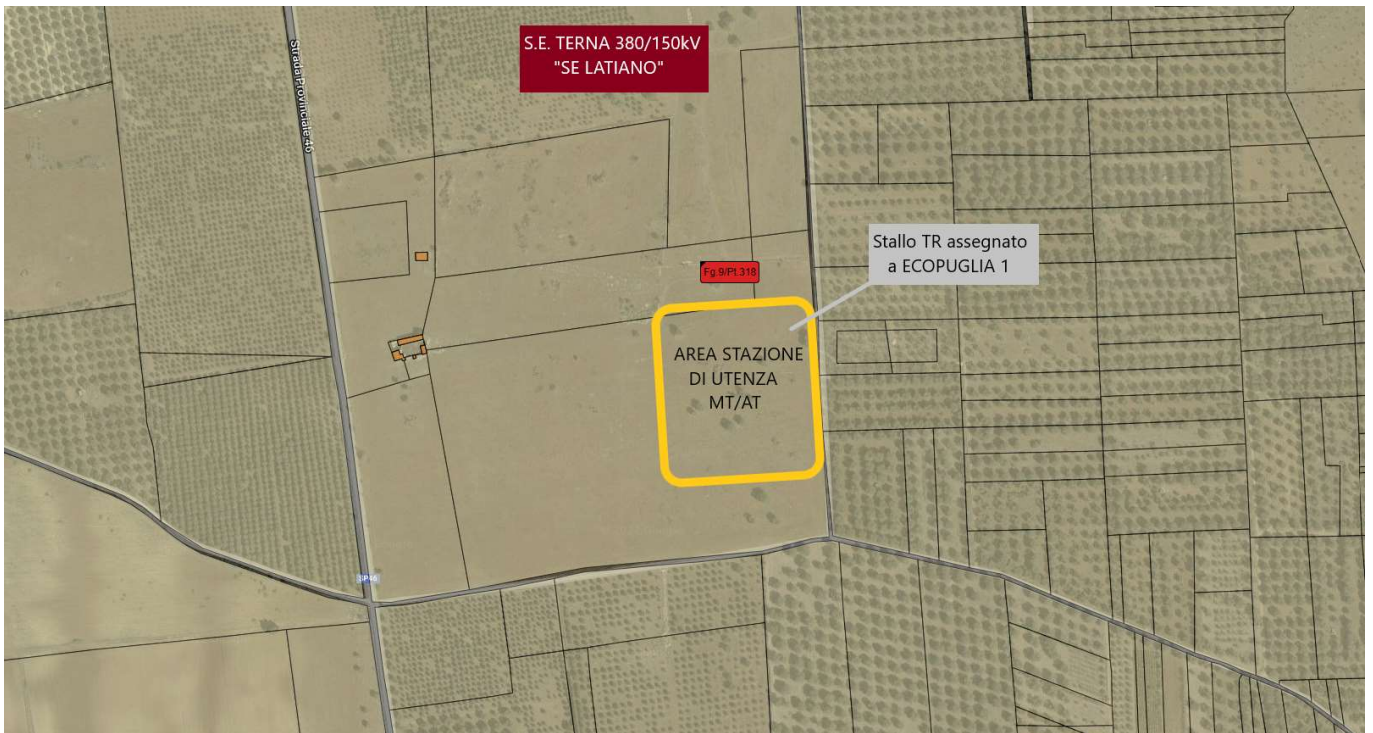 S.E. TERNA 380/150kV
"SE LATIANO"
Strada Provinciale 46
Stallo TR assegnato
a ECOPUGLIA 1
Fg.9/Pt.318
AREA STAZIONE
DI UTENZA
MT/AT
SP46